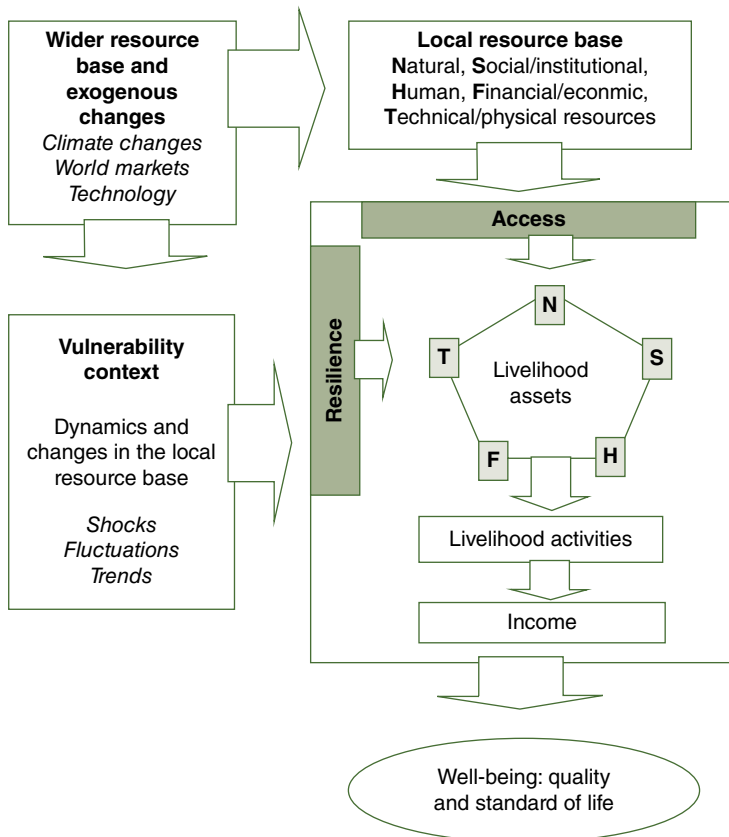 Wider resource
base and
exogenous
changes
Climate changes
World markets
Technology
Local resource base
Natural, Social/institutional,
Human, Financial/econmic,
Technical/physical resources
Access
Vulnerability
context
Dynamics and
changes in the local
resource base
Shocks
Fluctuations
Trends
Resilience
N
T
S
Livelihood
assets
F
H
Livelihood activities
Income
Well-being: quality
and standard of life